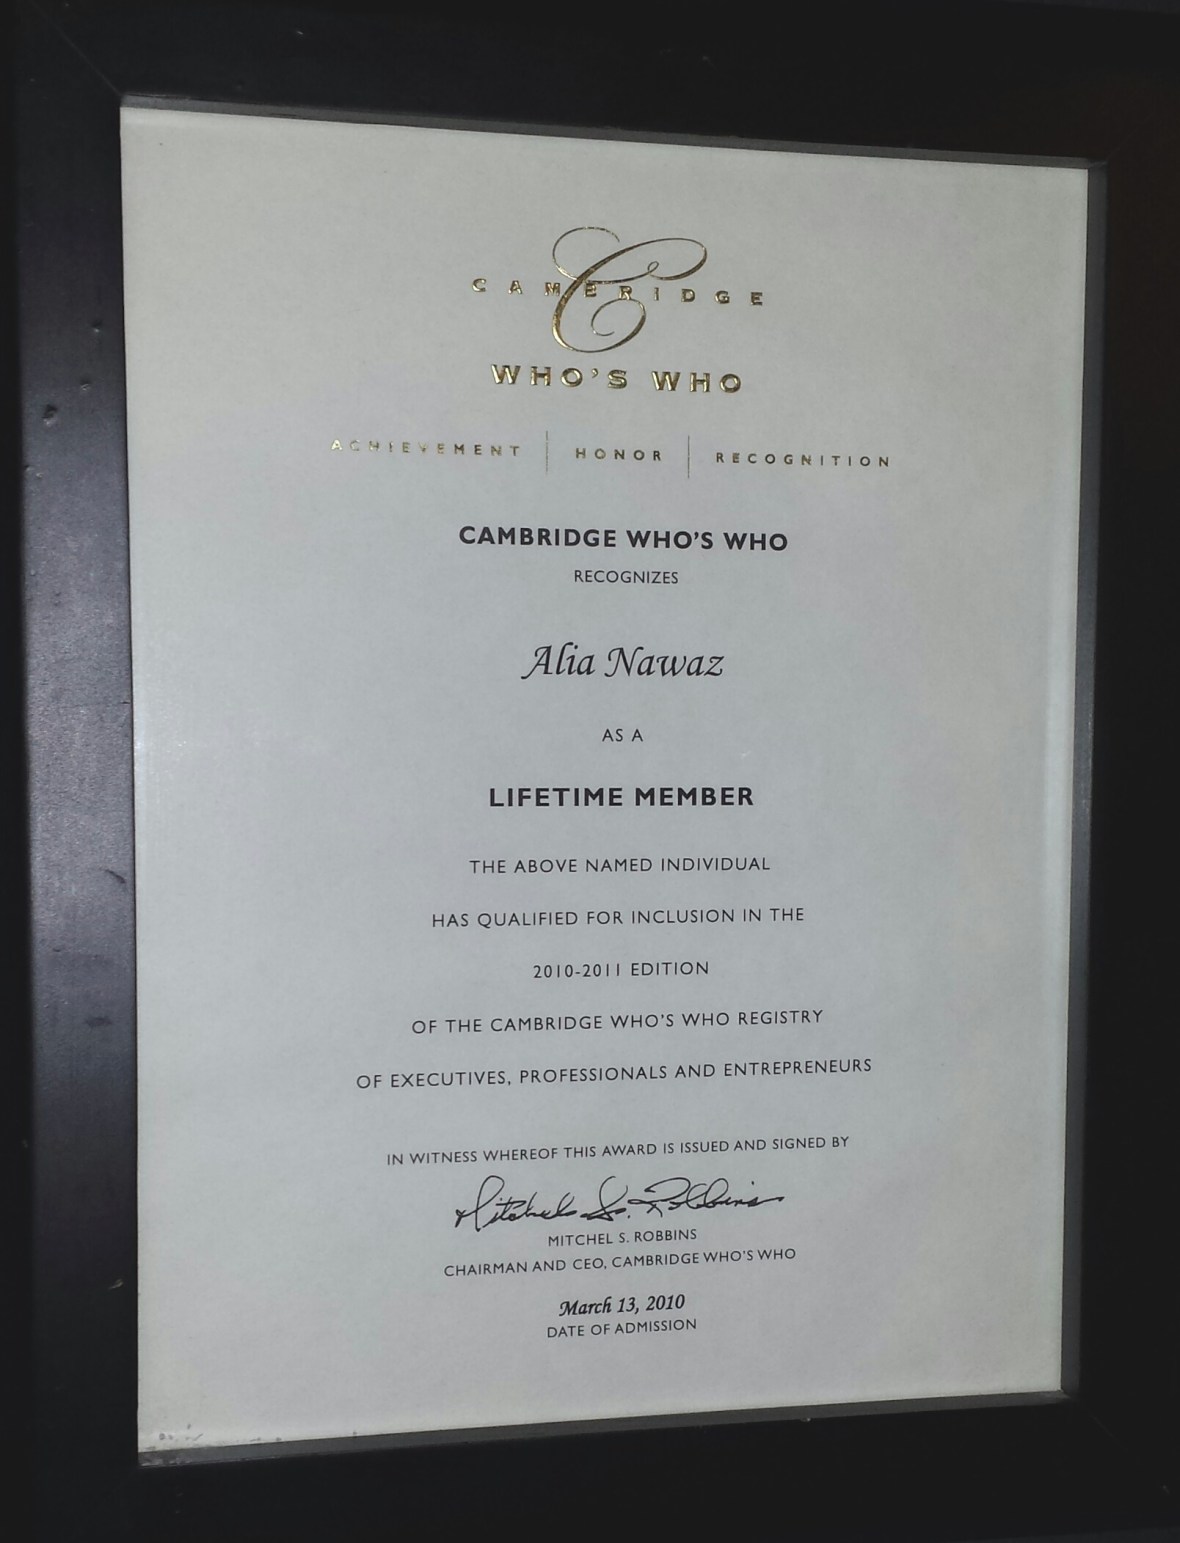 CAMBRIDGE
WHO'S WHO
ACHIEVEMENT | HONOR | RECOGNITION
CAMBRIDGE WHO'S WHO
RECOGNIZES
Alia Nawaz
AS A
LIFETIME MEMBER
THE ABOVE NAMED INDIVIDUAL
HAS QUALIFIED FOR INCLUSION IN THE
2010-2011 EDITION
OF THE CAMBRIDGE WHO'S WHO REGISTRY
OF EXECUTIVES, PROFESSIONALS AND ENTREPRENEURS
IN WITNESS WHEREOF THIS AWARD IS ISSUED AND SIGNED BY
Mitchel S. Robbins
MITCHEL S. ROBBINS
CHAIRMAN AND CEO, CAMBRIDGE WHO'S WHO
March 13, 2010
DATE OF ADMISSION